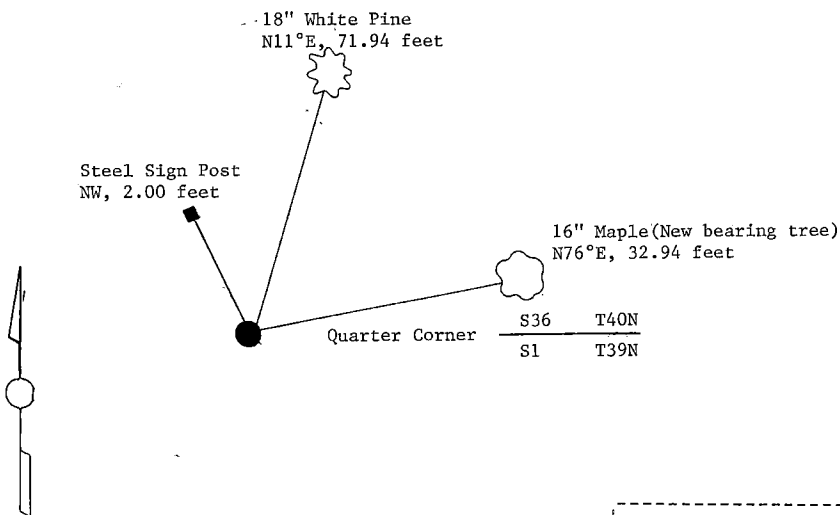 18" White Pine
N11°E, 71.94 feet
Steel Sign Post
NW, 2.00 feet
16" Maple(New bearing tree)
N76°E, 32.94 feet
Quarter Corner
S36 T40N
S1 T39N